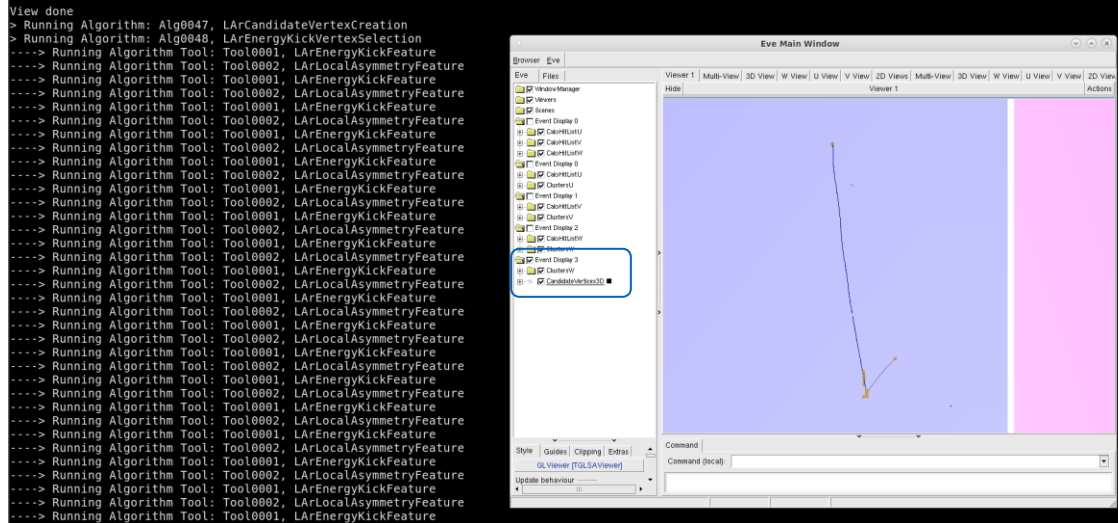 View done
> Running Algorithm: Alg0047, LArCandidateVertexCreation
> Running Algorithm: Alg0048, LArEnergyKickVertexSelection
----> Running Algorithm Tool: Tool0001, LArEnergyKickFeature
----> Running Algorithm Tool: Tool0002, LArLocalAsymmetryFeature
----> Running Algorithm Tool: Tool0001, LArEnergyKickFeature
----> Running Algorithm Tool: Tool0002, LArLocalAsymmetryFeature
----> Running Algorithm Tool: Tool0001, LArEnergyKickFeature
----> Running Algorithm Tool: Tool0002, LArLocalAsymmetryFeature
----> Running Algorithm Tool: Tool0001, LArEnergyKickFeature
----> Running Algorithm Tool: Tool0002, LArLocalAsymmetryFeature
----> Running Algorithm Tool: Tool0001, LArEnergyKickFeature
----> Running Algorithm Tool: Tool0002, LArLocalAsymmetryFeature
----> Running Algorithm Tool: Tool0001, LArEnergyKickFeature
----> Running Algorithm Tool: Tool0002, LArLocalAsymmetryFeature
----> Running Algorithm Tool: Tool0001, LArEnergyKickFeature
----> Running Algorithm Tool: Tool0002, LArLocalAsymmetryFeature
----> Running Algorithm Tool: Tool0001, LArEnergyKickFeature
----> Running Algorithm Tool: Tool0002, LArLocalAsymmetryFeature
----> Running Algorithm Tool: Tool0001, LArEnergyKickFeature
----> Running Algorithm Tool: Tool0002, LArLocalAsymmetryFeature
----> Running Algorithm Tool: Tool0001, LArEnergyKickFeature
----> Running Algorithm Tool: Tool0002, LArLocalAsymmetryFeature
----> Running Algorithm Tool: Tool0001, LArEnergyKickFeature
----> Running Algorithm Tool: Tool0002, LArLocalAsymmetryFeature
----> Running Algorithm Tool: Tool0001, LArEnergyKickFeature
----> Running Algorithm Tool: Tool0002, LArLocalAsymmetryFeature
----> Running Algorithm Tool: Tool0001, LArEnergyKickFeature
----> Running Algorithm Tool: Tool0002, LArLocalAsymmetryFeature
----> Running Algorithm Tool: Tool0001, LArEnergyKickFeature
----> Running Algorithm Tool: Tool0002, LArLocalAsymmetryFeature
----> Running Algorithm Tool: Tool0001, LArEnergyKickFeature
----> Running Algorithm Tool: Tool0002, LArLocalAsymmetryFeature
----> Running Algorithm Tool: Tool0001, LArEnergyKickFeature
----> Running Algorithm Tool: Tool0002, LArLocalAsymmetryFeature
----> Running Algorithm Tool: Tool0001, LArEnergyKickFeature
----> Running Algorithm Tool: Tool0002, LArLocalAsymmetryFeature
----> Running Algorithm Tool: Tool0001, LArEnergyKickFeature
Eve Main Window
Browser Eve
Eve Files
WindowManager
Viewers
Scenes
Event Display 0
CaloHitListU
CaloHitListV
CaloHitListW
Event Display 0
CaloHitListU
ClustersU
Event Display 1
CaloHitListV
ClustersV
Event Display 2
CaloHitListW
ClustersW
Event Display 3
ClustersW
CandidateVertices3D
Style Guides Clipping Extras
GLViewer [TGLSAViewer]
Update behaviour
Viewer 1 Multi-View 3D View W View U View V View 2D Views Multi-View 3D View W View U View V View 2D View
Hide Viewer 1 Actions
Command
Command (local):